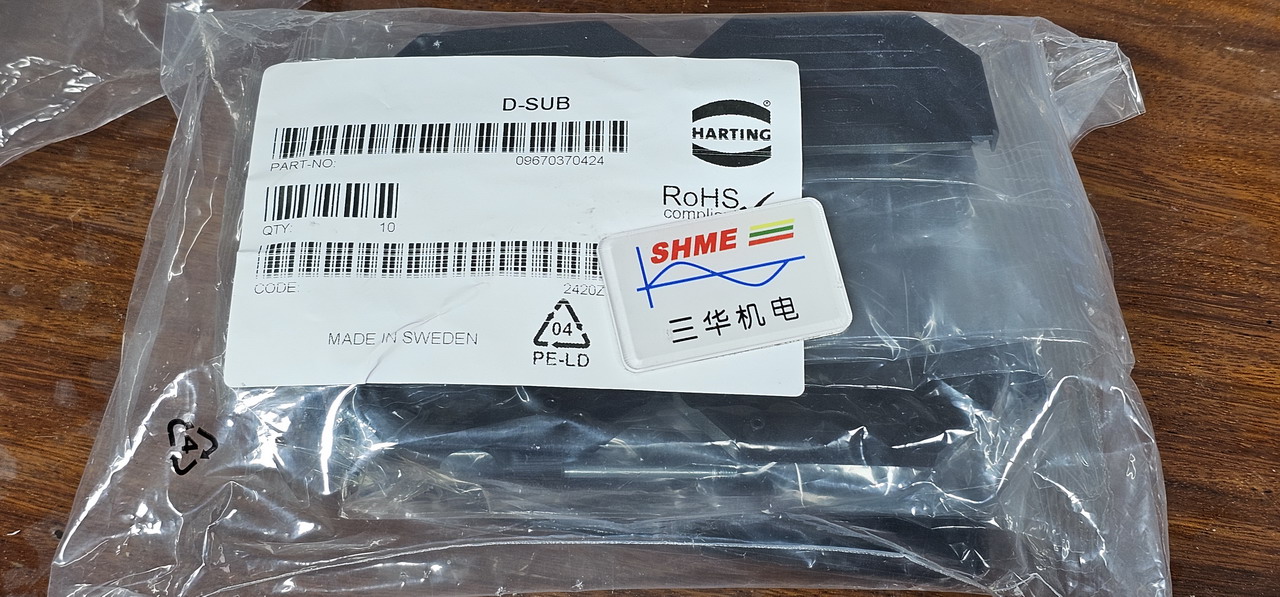 D-SUB
HARTING
®
PART-NO:
09670370424
RoHS
QTY:
10
CODE:
2420Z
MADE IN SWEDEN
04
PE-LD
SHME
三华机电
4